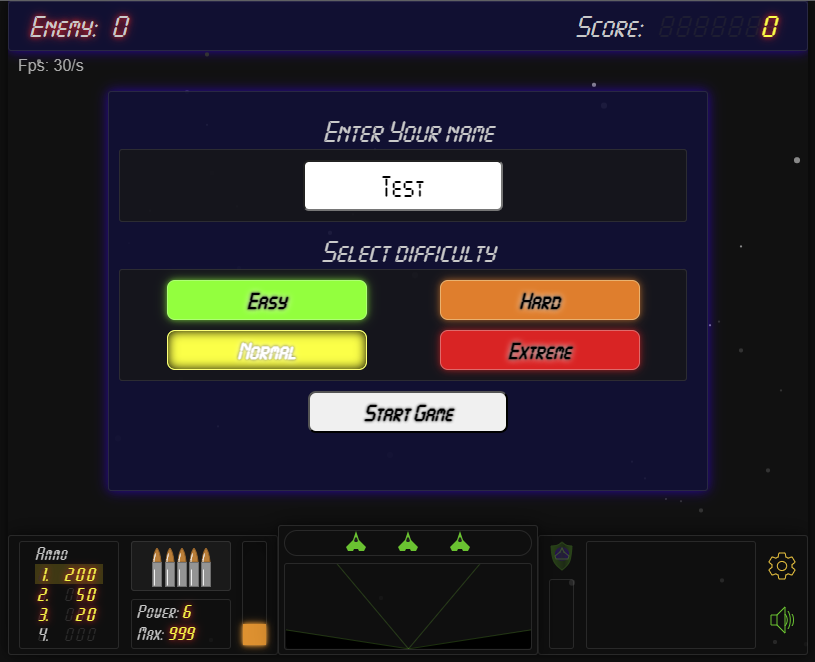 Enemy: 0
Score: 0
Fps: 30/s
Enter Your name
Test
Select difficulty
Easy
Hard
Normal
Extreme
Start Game
Ammo
1. 200
2. 50
3. 20
4. 000
Power: 6
Max: 999